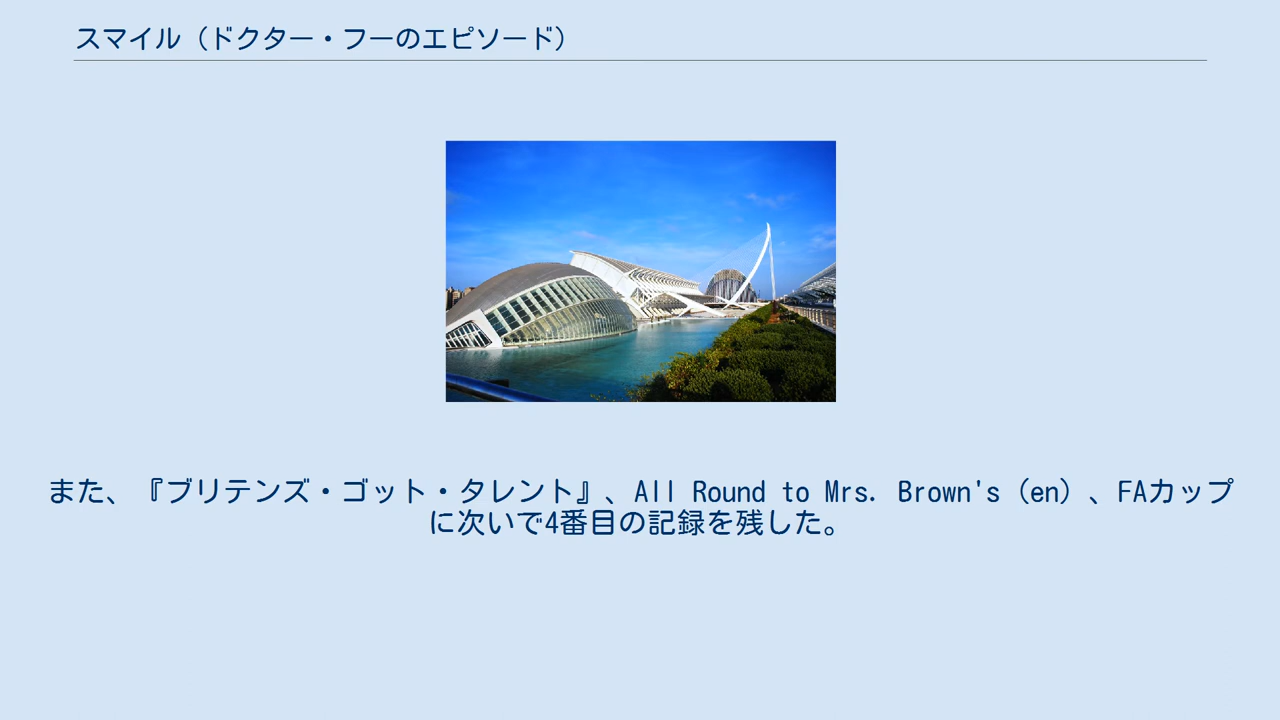 スマイル（ドクター・フーのエピソード）
また、『ブリテンズ・ゴット・タレント』、All Round to Mrs. Brown's（en）、FAカップ
に次いで4番目の記録を残した。